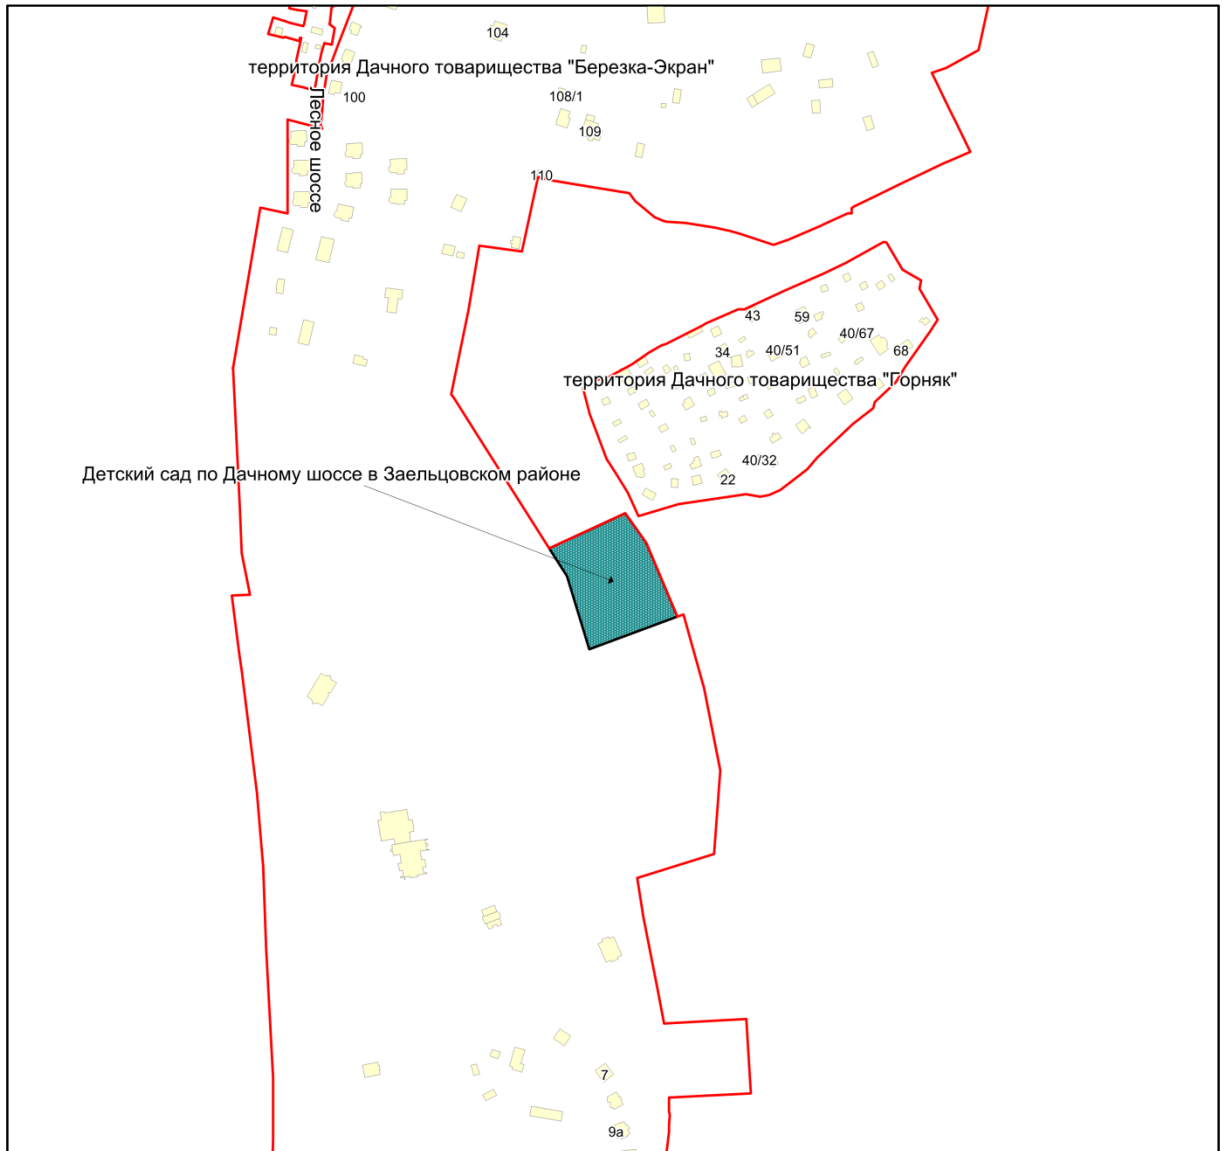 104
территория Дачного товарищества "Березка-Экран"
100
108/1
Лесное шоссе
109
110
43
59
40/67
34
40/51
68
территория Дачного товарищества "Горняк"
40/32
Детский сад по Дачному шоссе в Заельцовском районе
22
7
9а